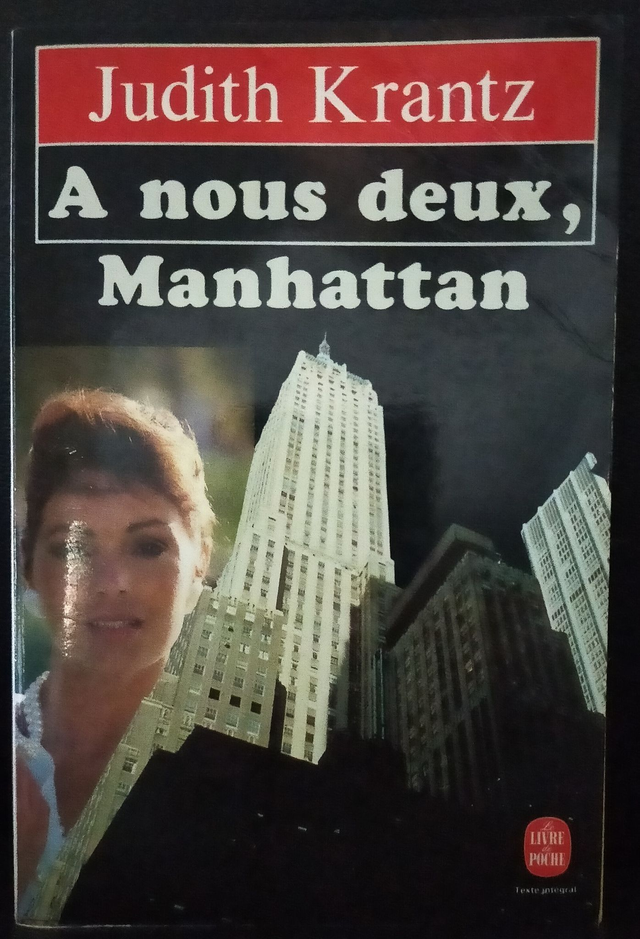 Judith Krantz
A nous deux,
Manhattan
Le
LIVRE
de
POCHE
Texte intégral